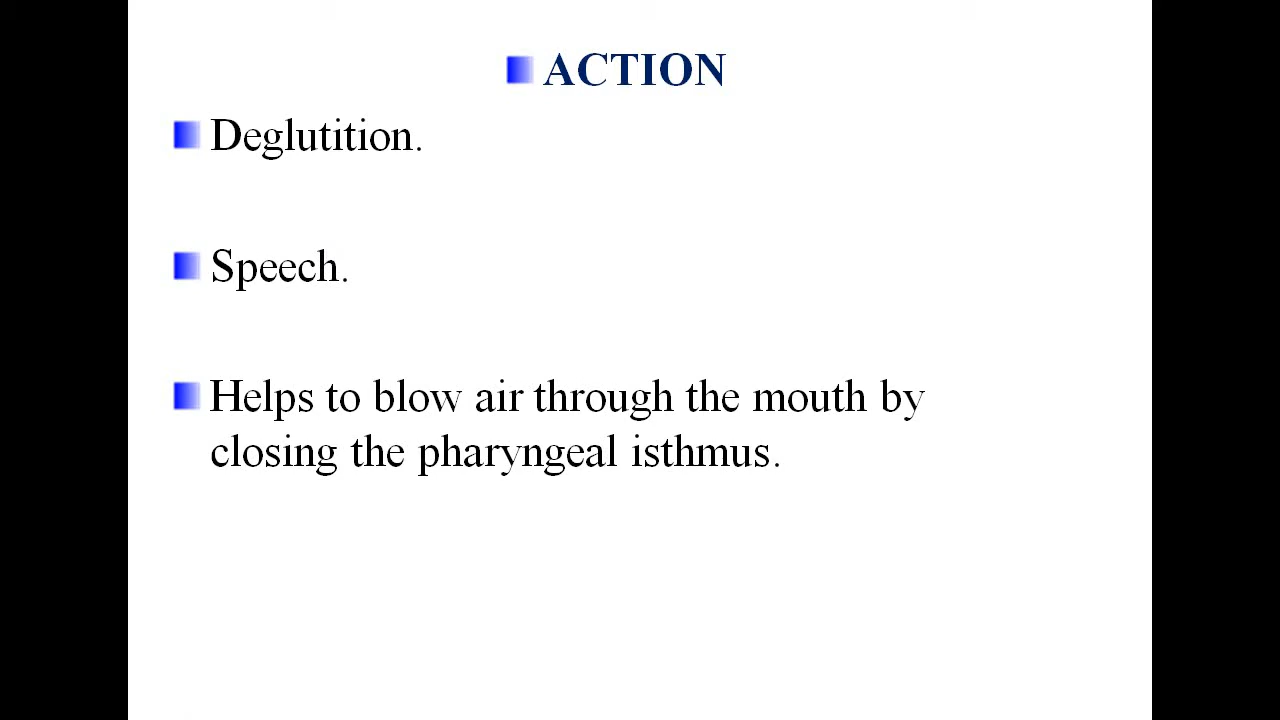 ACTION
Deglutition.
Speech.
Helps to blow air through the mouth by
closing the pharyngeal isthmus.